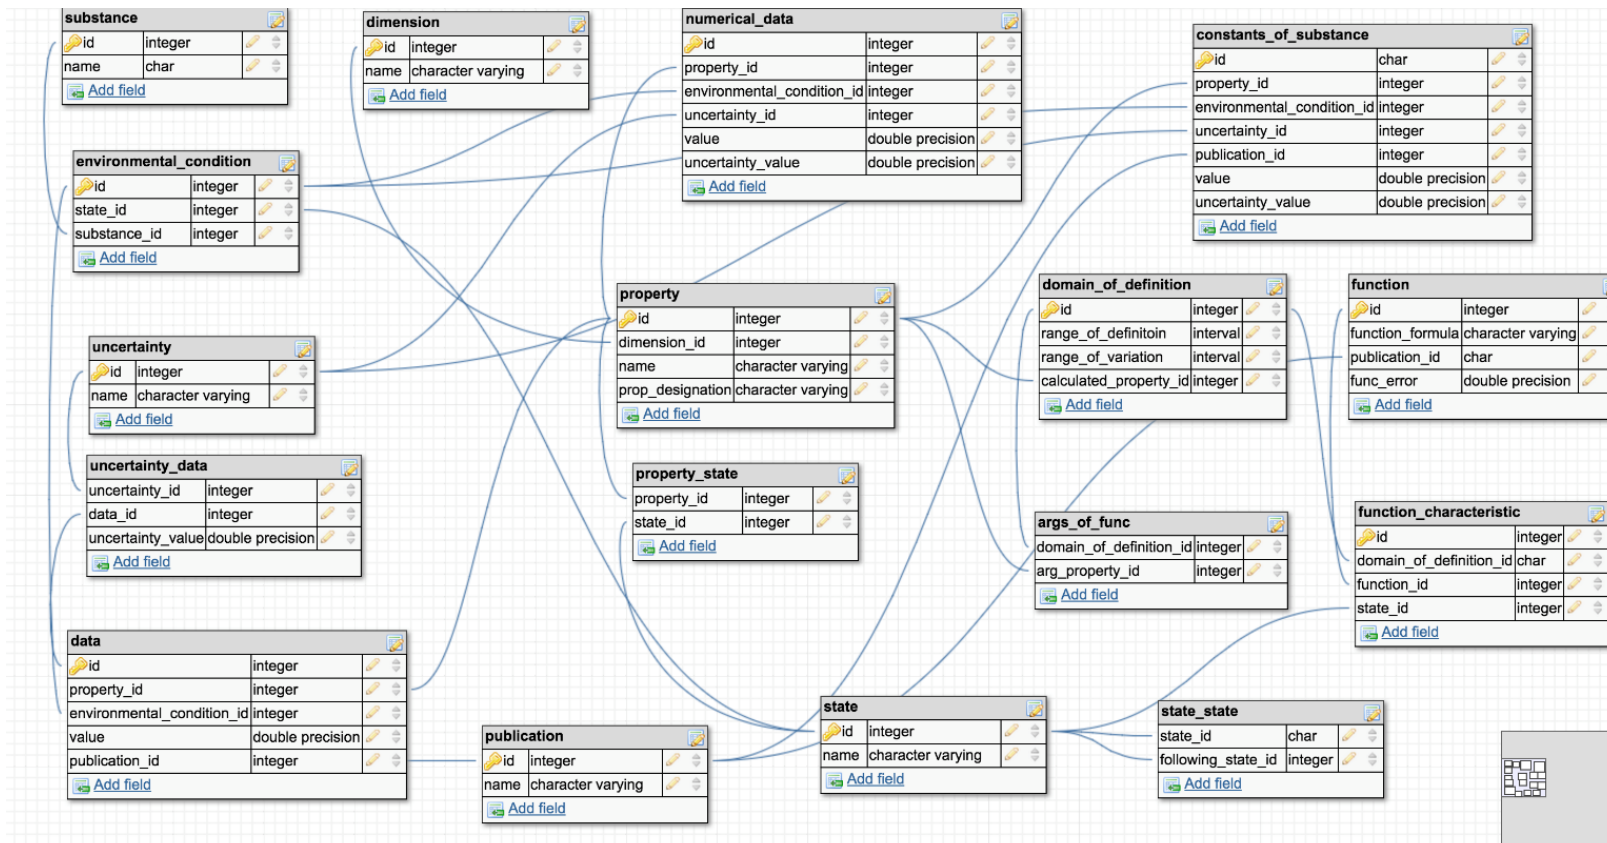 substance
id integer
name char
Add field
dimension
id integer
name character varying
Add field
numerical_data
id integer
property_id integer
environmental_condition_id integer
uncertainty_id integer
value double precision
uncertainty_value double precision
Add field
constants_of_substance
id char
property_id integer
environmental_condition_id integer
uncertainty_id integer
publication_id integer
value double precision
uncertainty_value double precision
Add field
environmental_condition
id integer
state_id integer
substance_id integer
Add field
property
id integer
dimension_id integer
name character varying
prop_designation character varying
Add field
domain_of_definition
id integer
range_of_definitoin interval
range_of_variation interval
calculated_property_id integer
Add field
function
id integer
function_formula character varying
publication_id char
func_error double precision
Add field
uncertainty
id integer
name character varying
Add field
uncertainty_data
uncertainty_id integer
data_id integer
uncertainty_value double precision
Add field
property_state
property_id integer
state_id integer
Add field
args_of_func
domain_of_definition_id integer
arg_property_id integer
Add field
function_characteristic
id integer
domain_of_definition_id char
function_id integer
state_id integer
Add field
data
id integer
property_id integer
environmental_condition_id integer
value double precision
publication_id integer
Add field
publication
id integer
name character varying
Add field
state
id integer
name character varying
Add field
state_state
state_id char
following_state_id integer
Add field